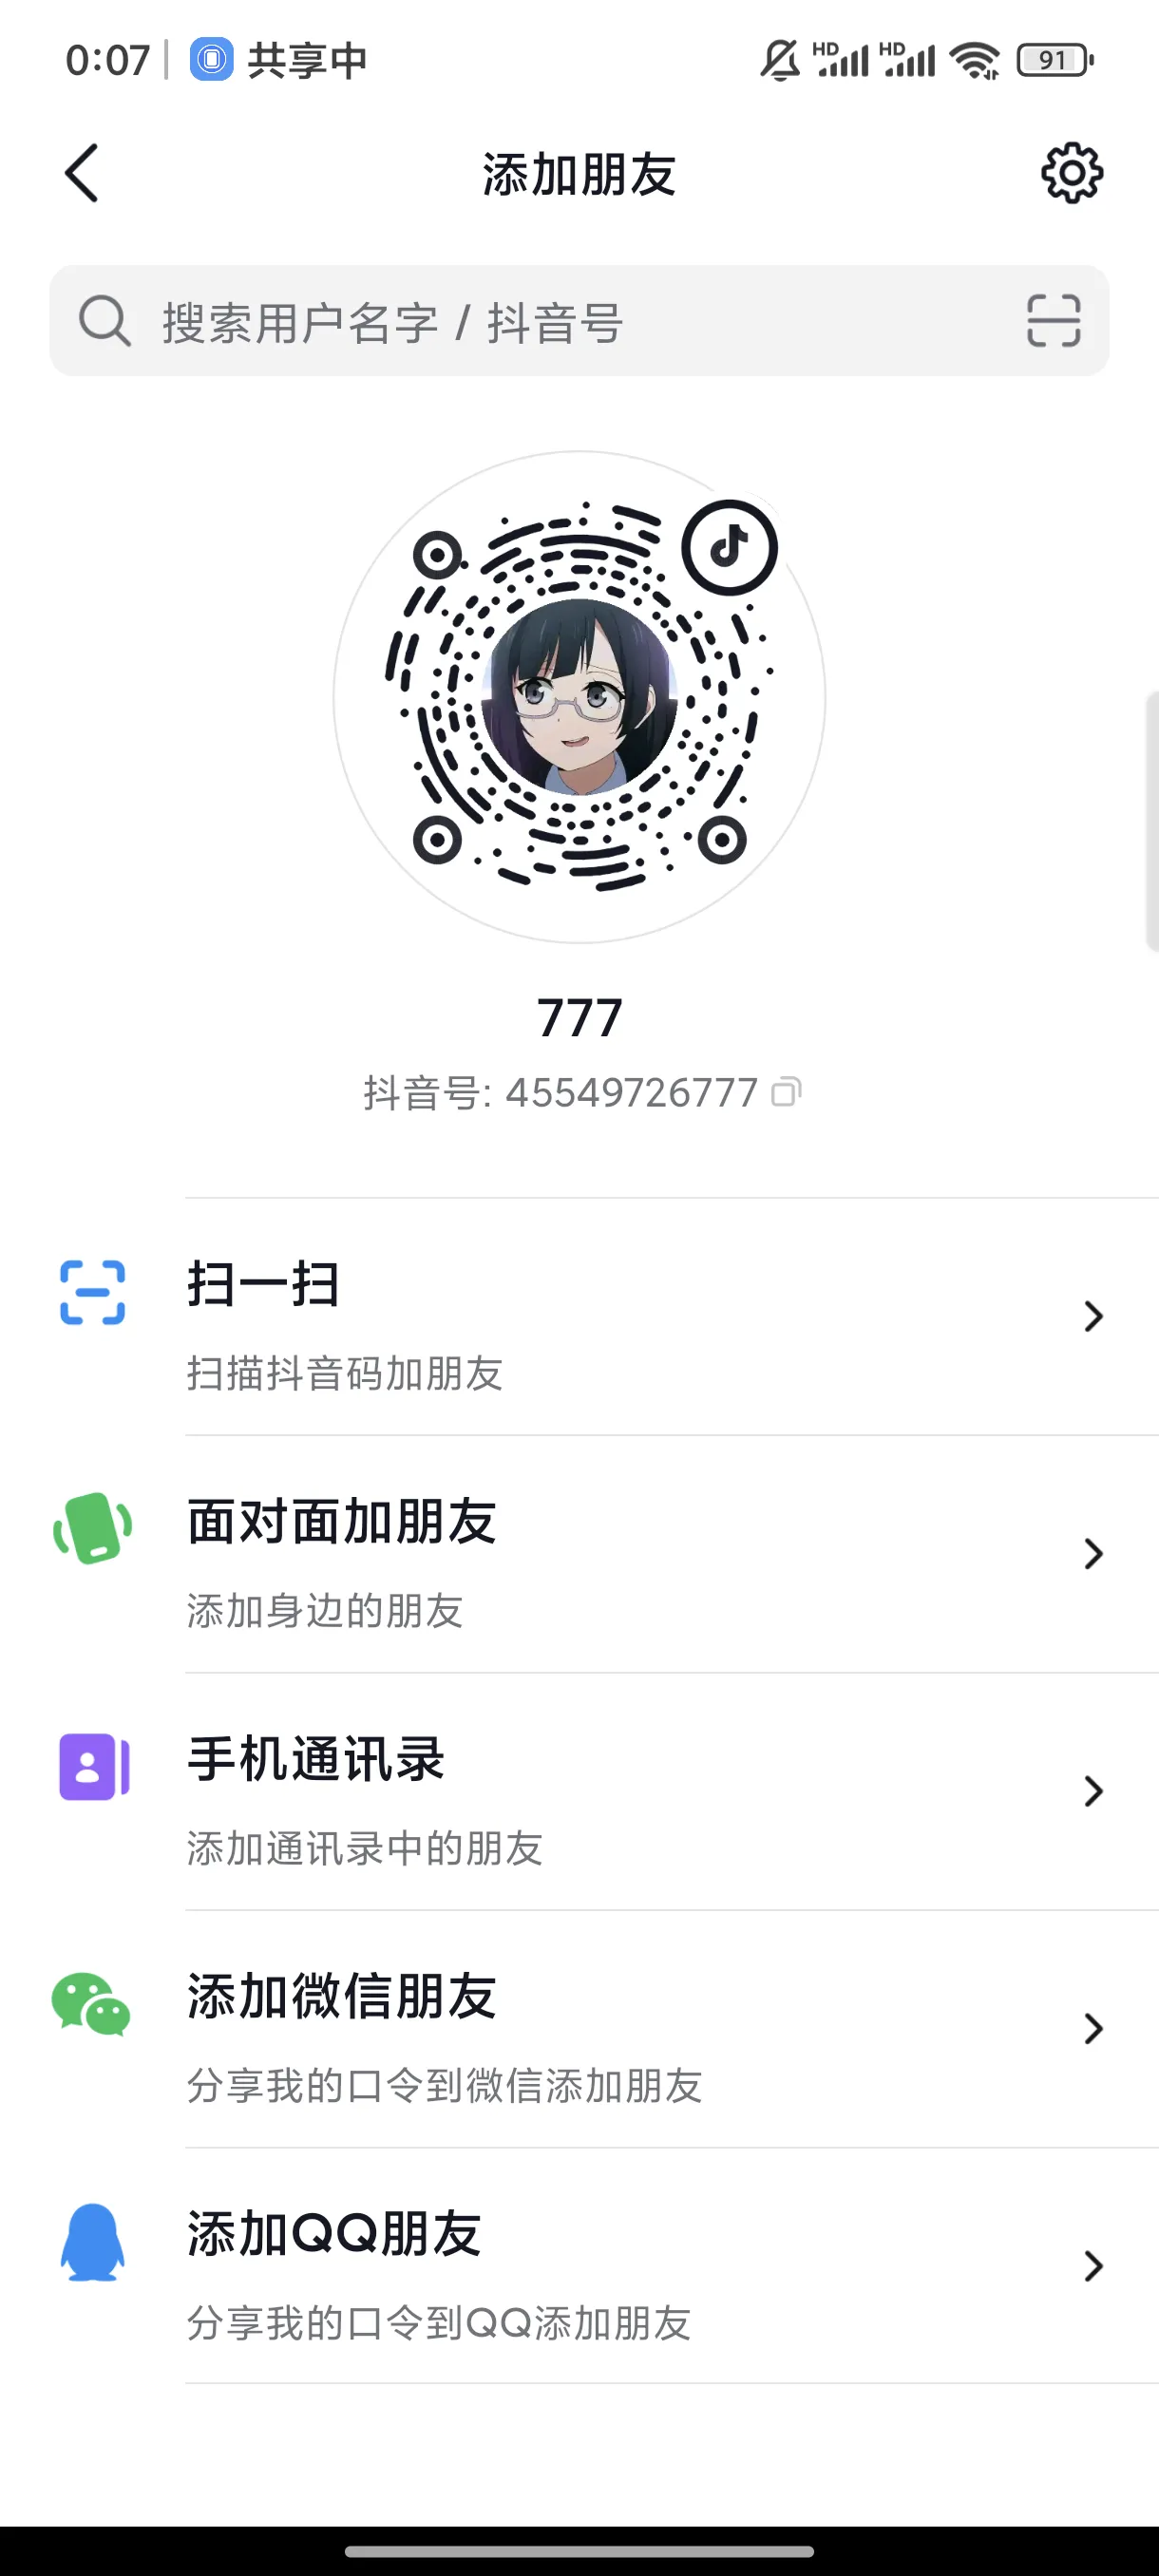 0:07 共享中 HD HD 91
添加朋友
搜索用户名字 / 抖音号
777
抖音号: 45549726777
扫一扫
扫描抖音码加朋友
面对面加朋友
添加身边的朋友
手机通讯录
添加通讯录中的朋友
添加微信朋友
分享我的口令到微信添加朋友
添加QQ朋友
分享我的口令到QQ添加朋友